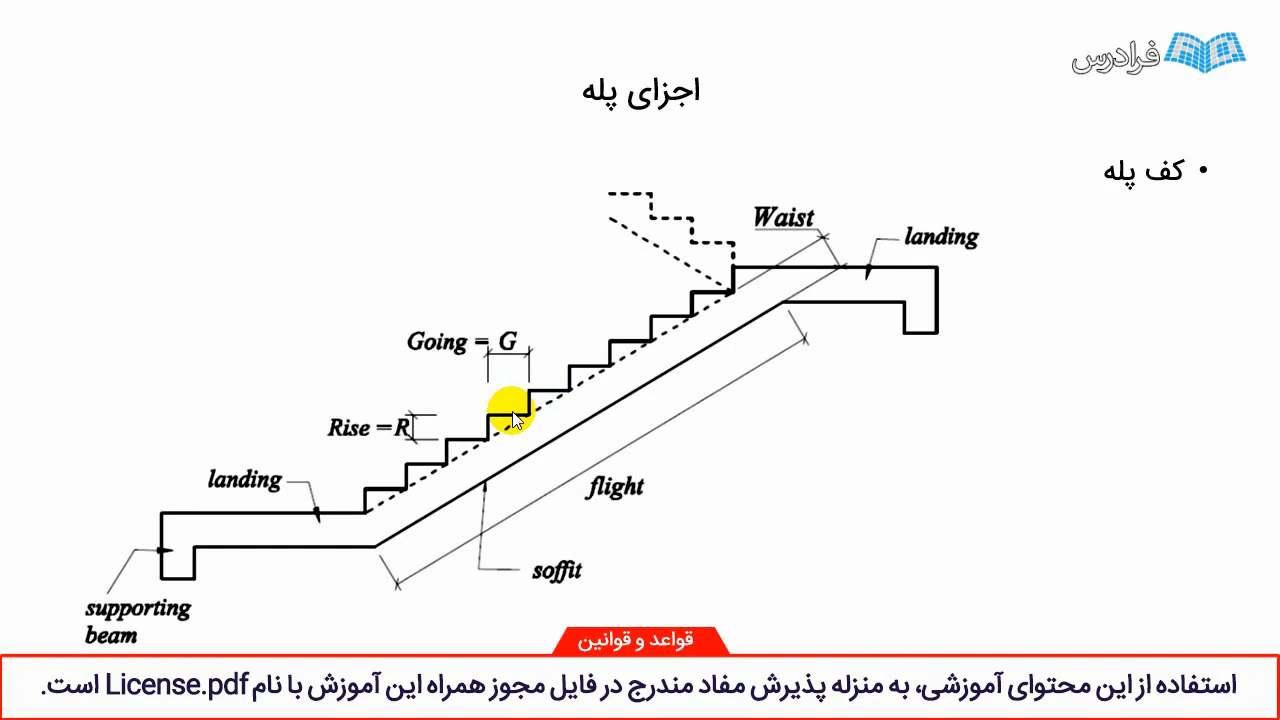 فرادرس
اجزای پله
• کف پله
Waist
landing
Going = G
Rise = R
landing
flight
soffit
supporting
beam
قواعد و قوانین
استفاده از این محتوای آموزشی، به منزله پذیرش مفاد مندرج در فایل مجوز همراه این آموزش با نام License.pdf است.